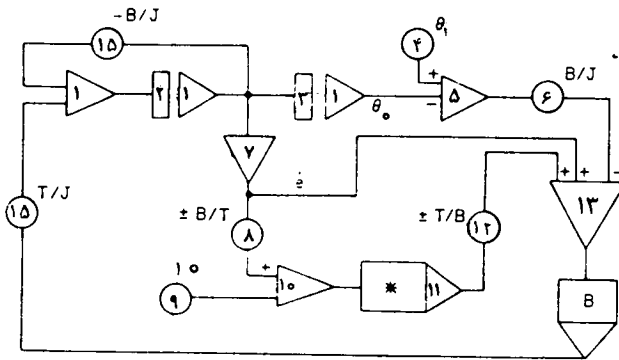 -B/J
۱۵
۴
θ₁
+
-
B/J
۱
۲
۱
۳
۱
θ₀
۵
۶
۷
ė
+
+
-
T/J
۱۵
± B/T
۸
± T/B
۱۲
۱۳
۱۰
۹
+
۱۰
*
۱۱
B